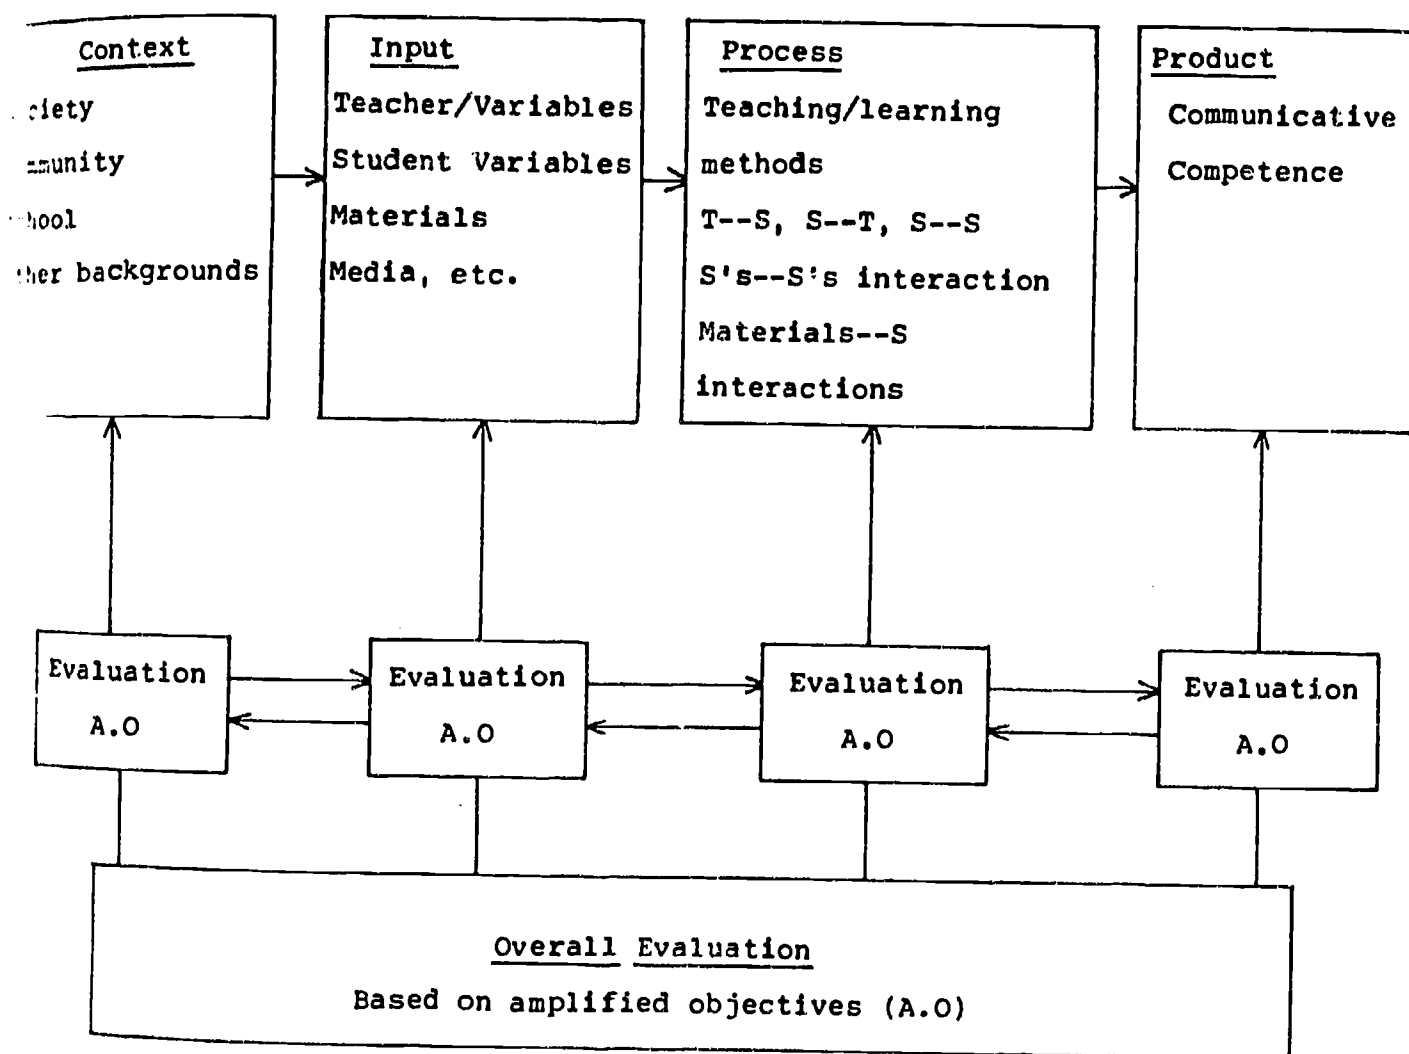 Context
backgrounds
Input
Teacher/Variables
Student Variables
Materials
Media, etc.
Process
Teaching/learning
methods
T--S, S--T, S--S
S's--S's interaction
Materials--S
interactions
Product
Communicative
Competence
Evaluation
A.O
Evaluation
A.O
Evaluation
A.O
Evaluation
A.O
Overall Evaluation
Based on amplified objectives (A.O)